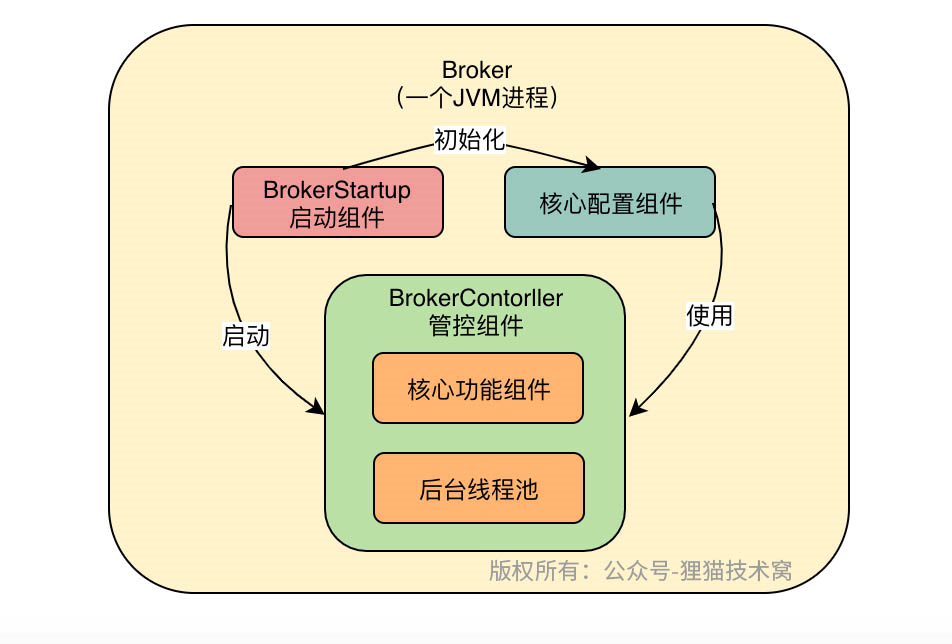 Broker
（一个JVM进程）
初始化
BrokerStartup
启动组件
核心配置组件
BrokerContorller
管控组件
使用
启动
核心功能组件
后台线程池
版权所有：公众号-狸猫技术窝